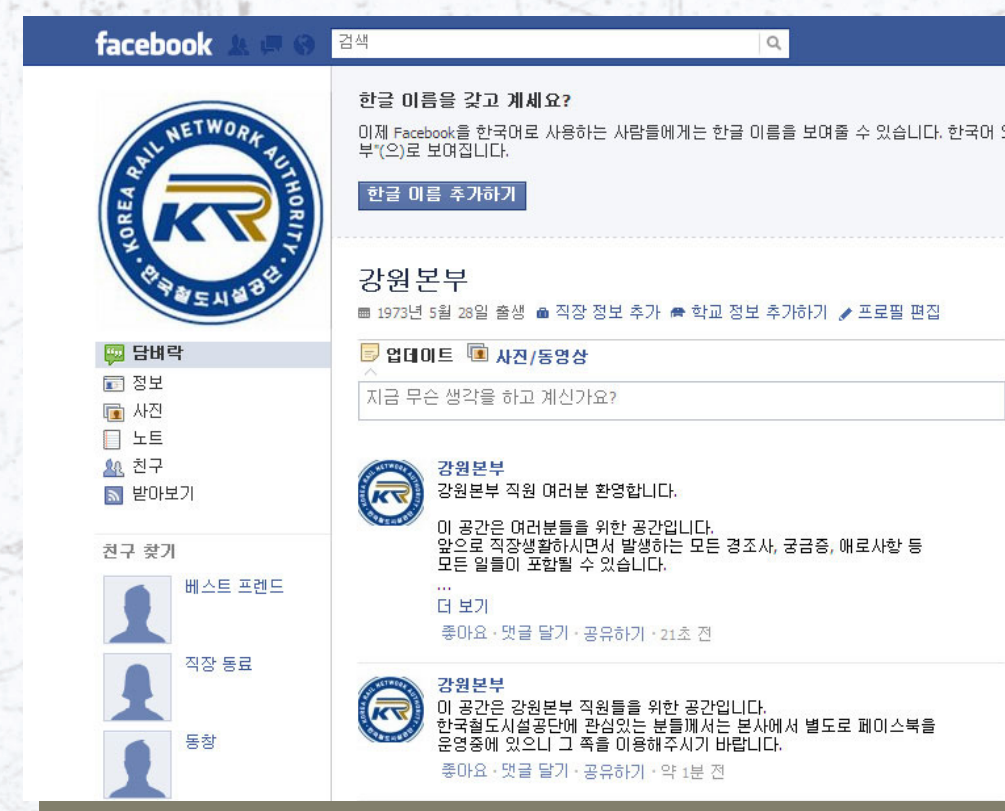 facebook
검색
KOREA RAIL NETWORK AUTHORITY
KR
한국철도시설공단
한글 이름을 갖고 계세요?
이제 Facebook을 한국어로 사용하는 사람들에게는 한글 이름을 보여줄 수 있습니다. 한국어
부"(으)로 보여집니다.
한글 이름 추가하기
강원본부
1973년 5월 28일 출생 직장 정보 추가 학교 정보 추가하기 프로필 편집
담벼락
정보
사진
노트
친구
받아보기
친구 찾기
베스트 프렌드
직장 동료
동창
업데이트 사진/동영상
지금 무슨 생각을 하고 계신가요?
강원본부
강원본부 직원 여러분 환영합니다.
이 공간은 여러분들을 위한 공간입니다.
앞으로 직장생활하시면서 발생하는 모든 경조사, 궁금증, 애로사항 등
모든 일들이 포함될 수 있습니다.
...
더 보기
좋아요 · 댓글 달기 · 공유하기 · 21초 전
강원본부
이 공간은 강원본부 직원들을 위한 공간입니다.
한국철도시설공단에 관심있는 분들께서는 본사에서 별도로 페이스북을
운영중에 있으니 그 쪽을 이용해주시기 바랍니다.
좋아요 · 댓글 달기 · 공유하기 · 약 1분 전